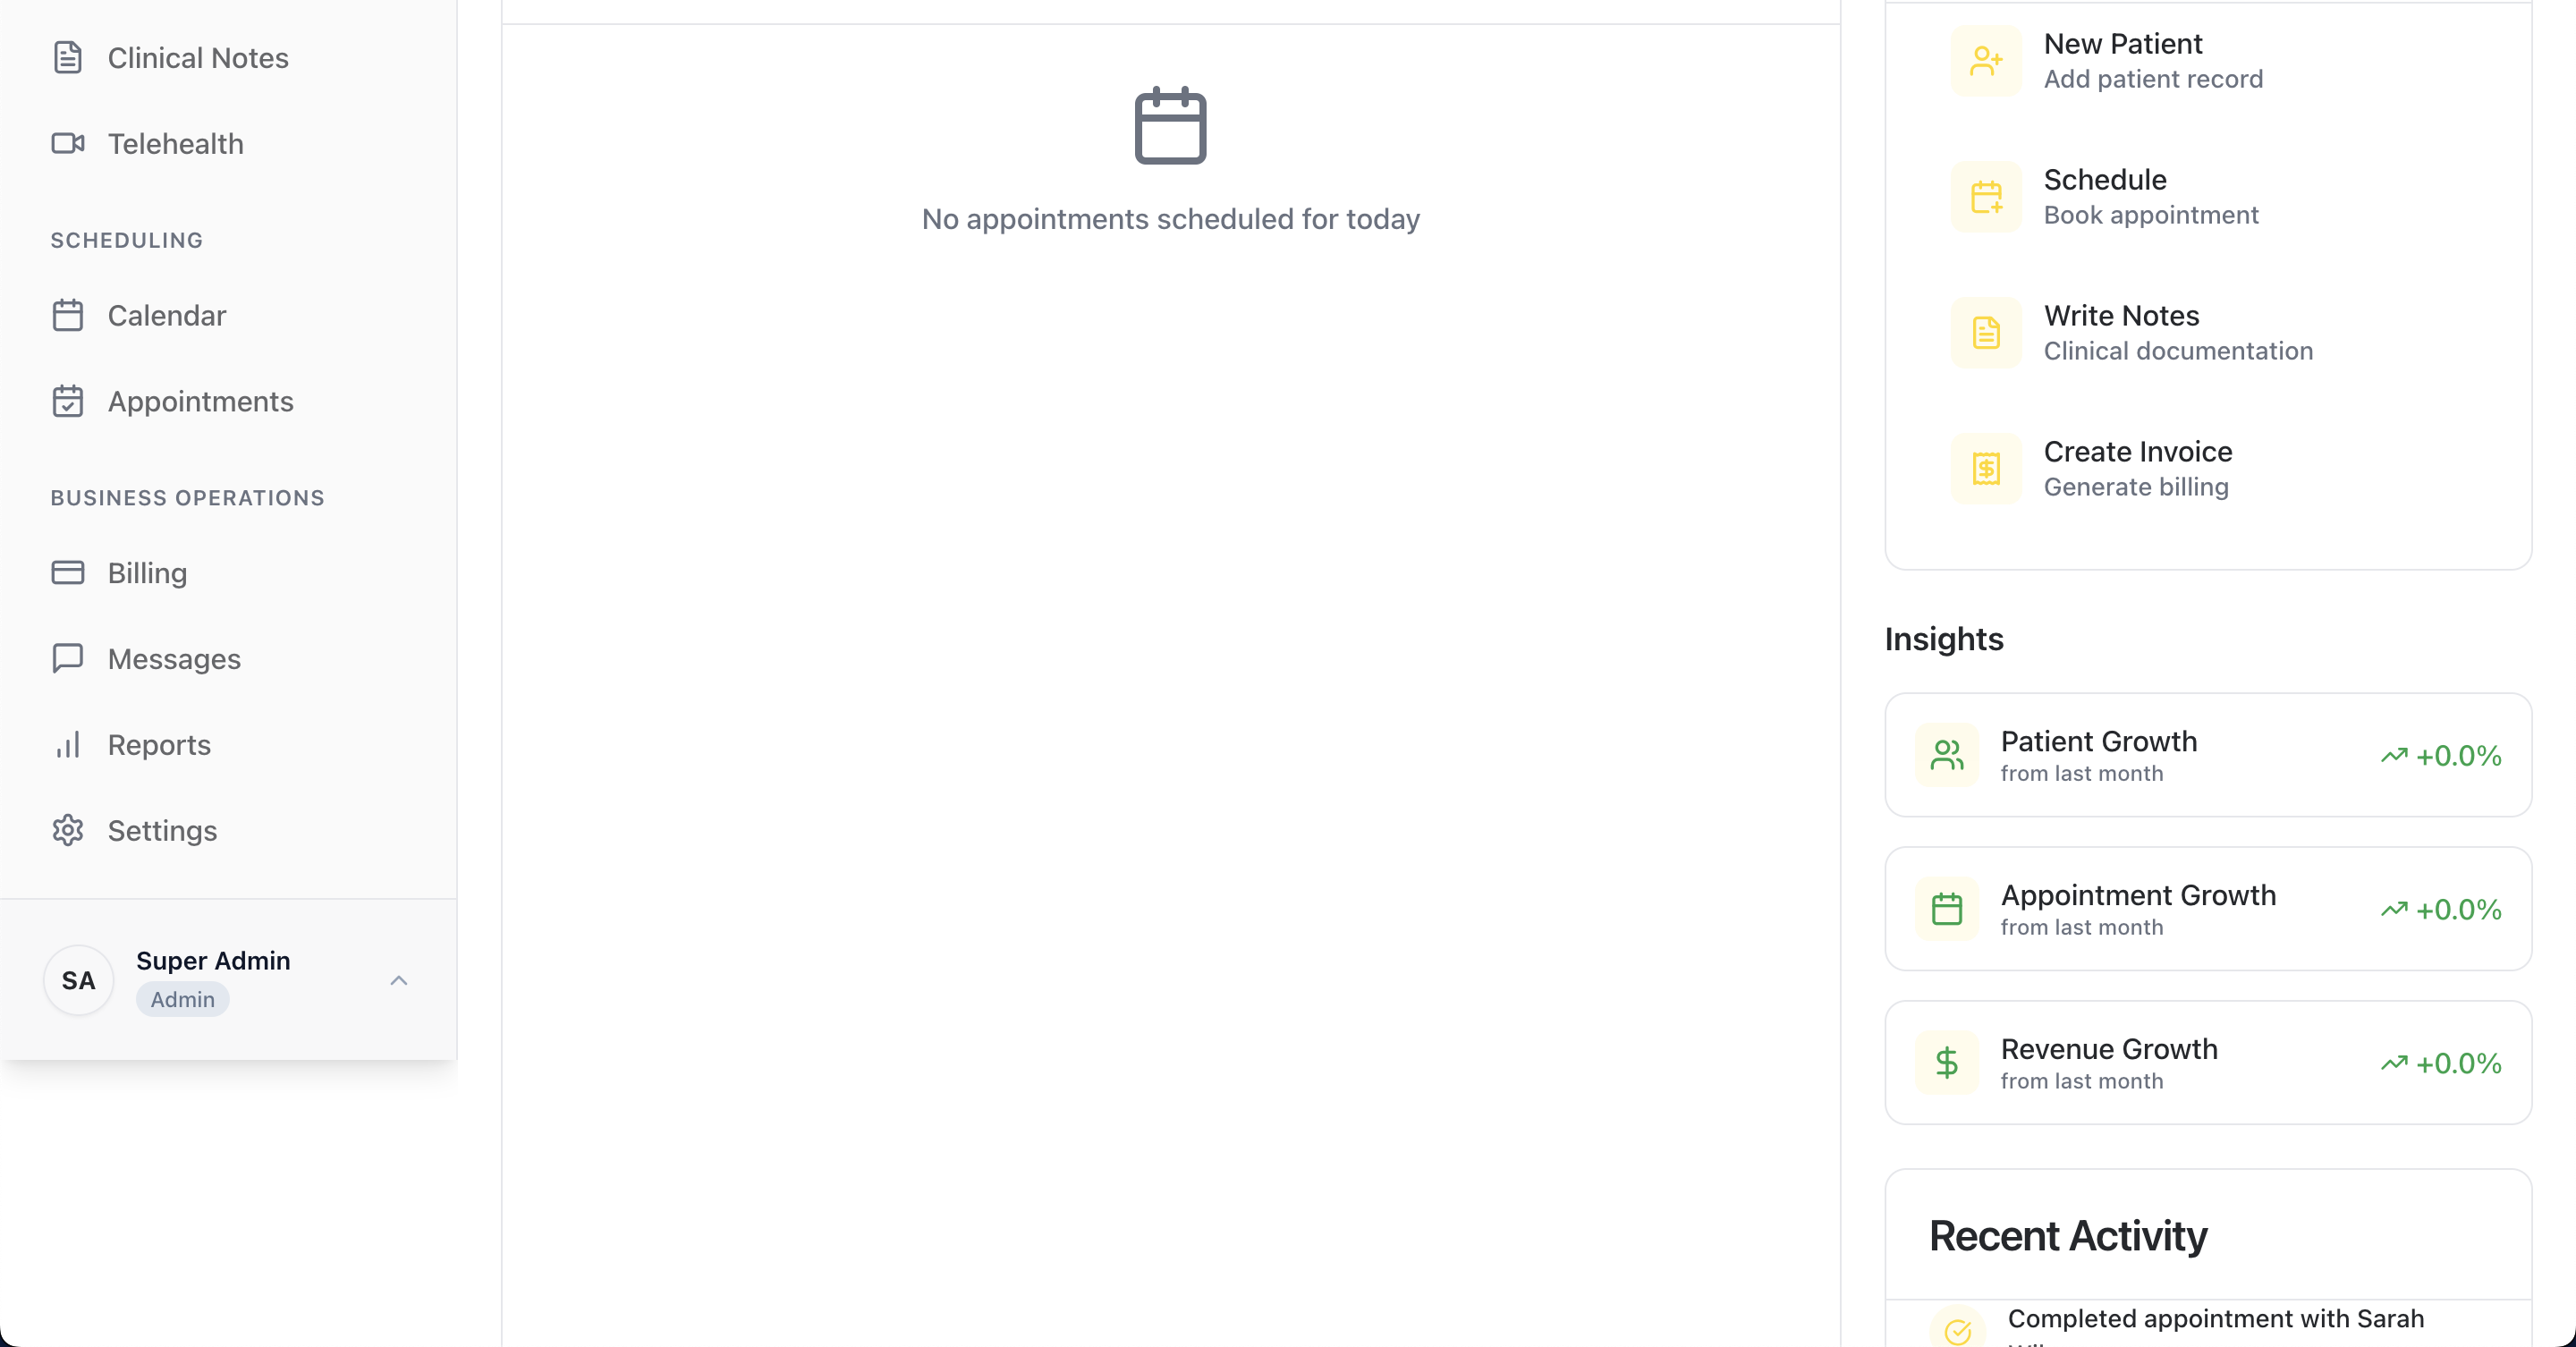 Clinical Notes
Telehealth
SCHEDULING
Calendar
Appointments
BUSINESS OPERATIONS
Billing
Messages
Reports
Settings
SA
Super Admin
Admin
No appointments scheduled for today
New Patient
Add patient record
Schedule
Book appointment
Write Notes
Clinical documentation
Create Invoice
Generate billing
Insights
Patient Growth
from last month
+0.0%
Appointment Growth
from last month
+0.0%
Revenue Growth
from last month
+0.0%
Recent Activity
Completed appointment with Sarah